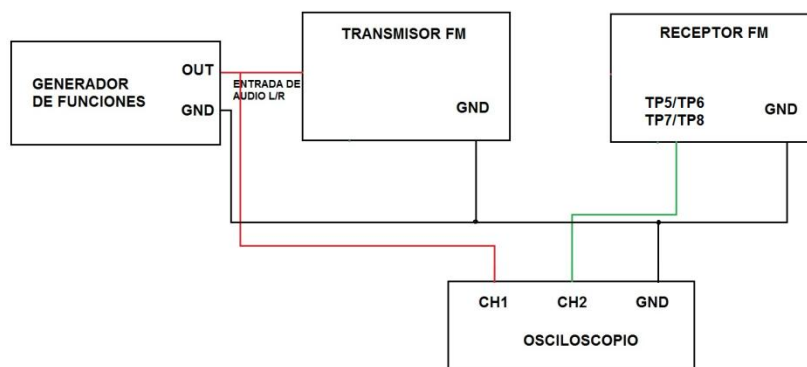 GENERADOR
DE FUNCIONES
OUT
GND
ENTRADA DE
AUDIO L/R
TRANSMISOR FM
GND
RECEPTOR FM
TP5/TP6
TP7/TP8
GND
CH1
CH2
GND
OSCILOSCOPIO